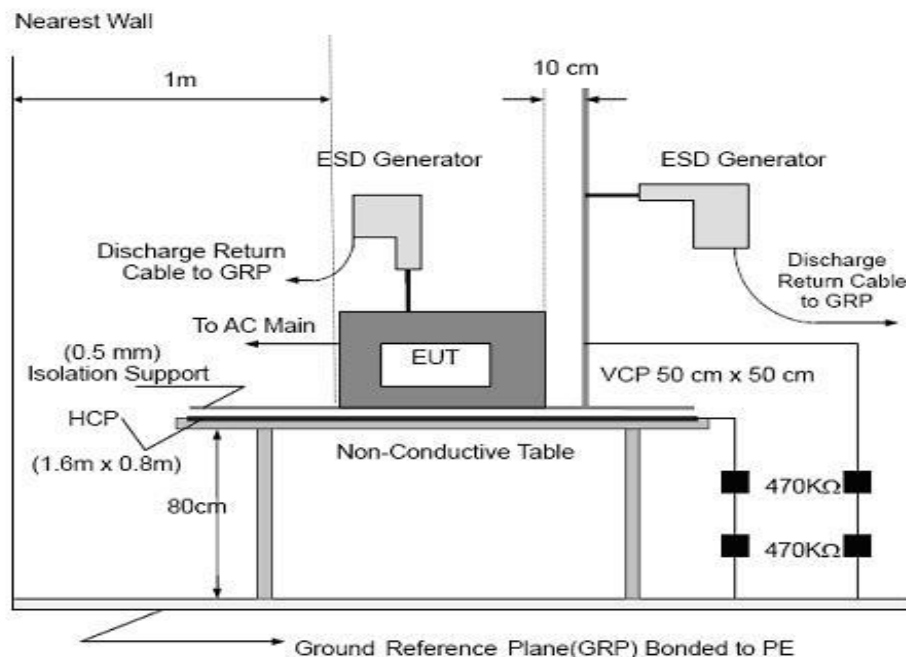 Nearest Wall
1m
10 cm
ESD Generator
ESD Generator
Discharge Return
Cable to GRP
Discharge
Return Cable
to GRP
To AC Main
(0.5 mm)
Isolation Support
EUT
VCP 50 cm x 50 cm
HCP
(1.6m x 0.8m)
Non-Conductive Table
80cm
470KΩ
470KΩ
Ground Reference Plane(GRP) Bonded to PE